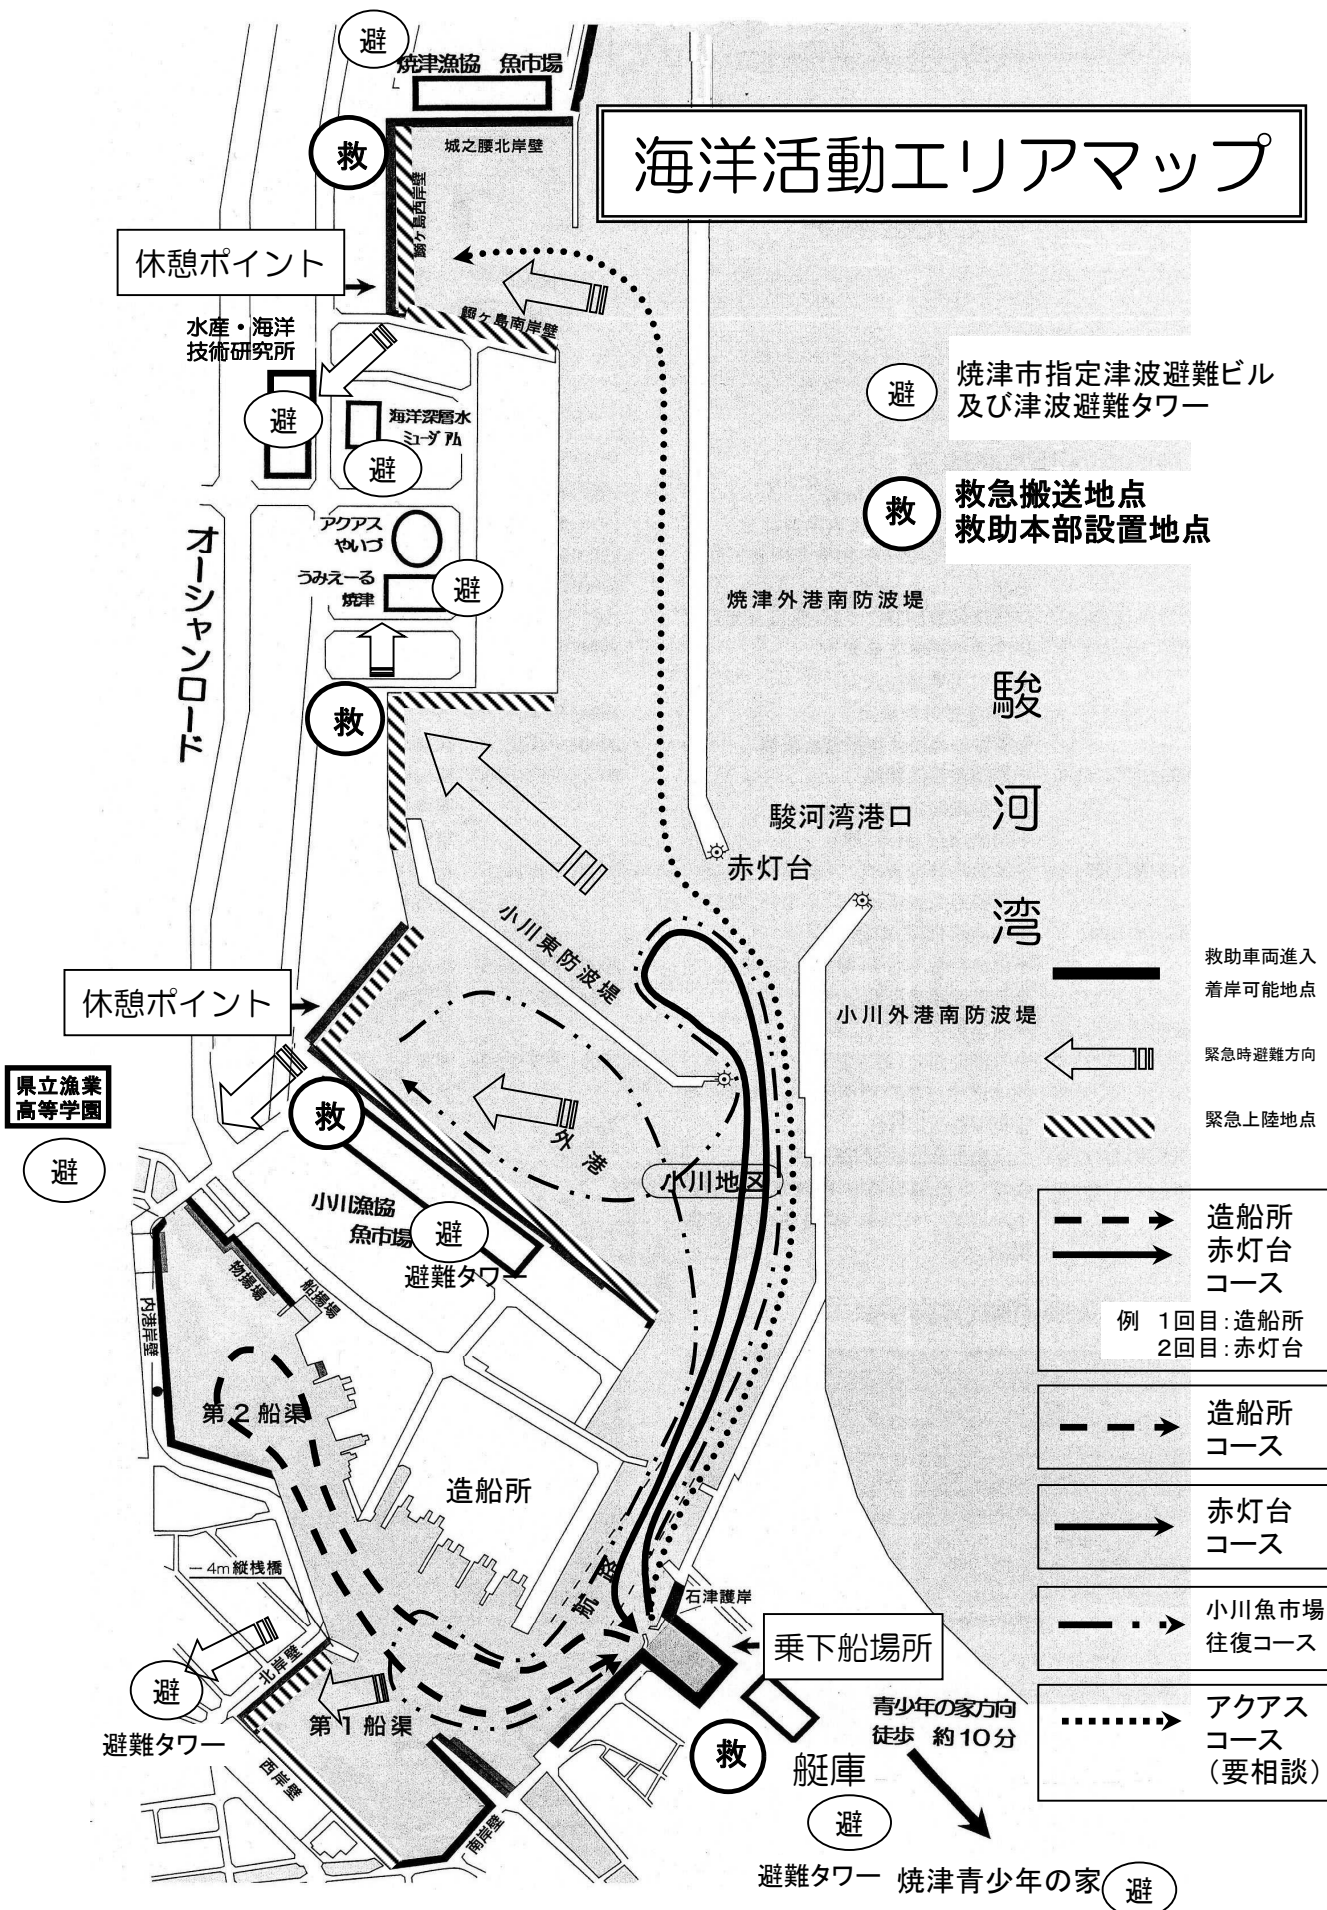 避
焼津漁協　魚市場
海洋活動エリアマップ
救
城之腰北岸壁
鰯ヶ島西岸壁
休憩ポイント
鰯ヶ島南岸壁
水産・海洋
技術研究所
避
海洋深層水
ミュージアム
避
避
焼津市指定津波避難ビル
及び津波避難タワー
救
救急搬送地点
救助本部設置地点
アクアス
やいづ
うみえーる
焼津
避
オーシャンロード
焼津外港南防波堤
救
駿河湾
駿河湾港口
赤灯台
小川東防波堤
休憩ポイント
小川外港南防波堤
救助車両進入
着岸可能地点
緊急時避難方向
緊急上陸地点
県立漁業
高等学園
避
救
外港
小川地区
小川漁協
魚市場
避
避難タワー
物揚場
船揚場
内港岸壁
第２船渠
造船所
－4m縦桟橋
航路
石津護岸
乗下船場所
北岸壁
避
避難タワー
第１船渠
西岸壁
南岸壁
救
艇庫
避
避難タワー
青少年の家方向
徒歩　約１０分
焼津青少年の家
避
造船所
赤灯台
コース
例　１回目：造船所
２回目：赤灯台
造船所
コース
赤灯台
コース
小川魚市場
往復コース
アクアス
コース
（要相談）